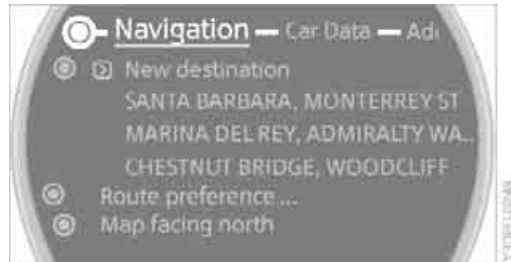 Navigation — Car Data — Ad
New destination
SANTA BARBARA, MONTERREY ST
MARINA DEL REY, ADMIRALTY WA..
CHESTNUT BRIDGE, WOODCLIFF
Route preference ...
Map facing north